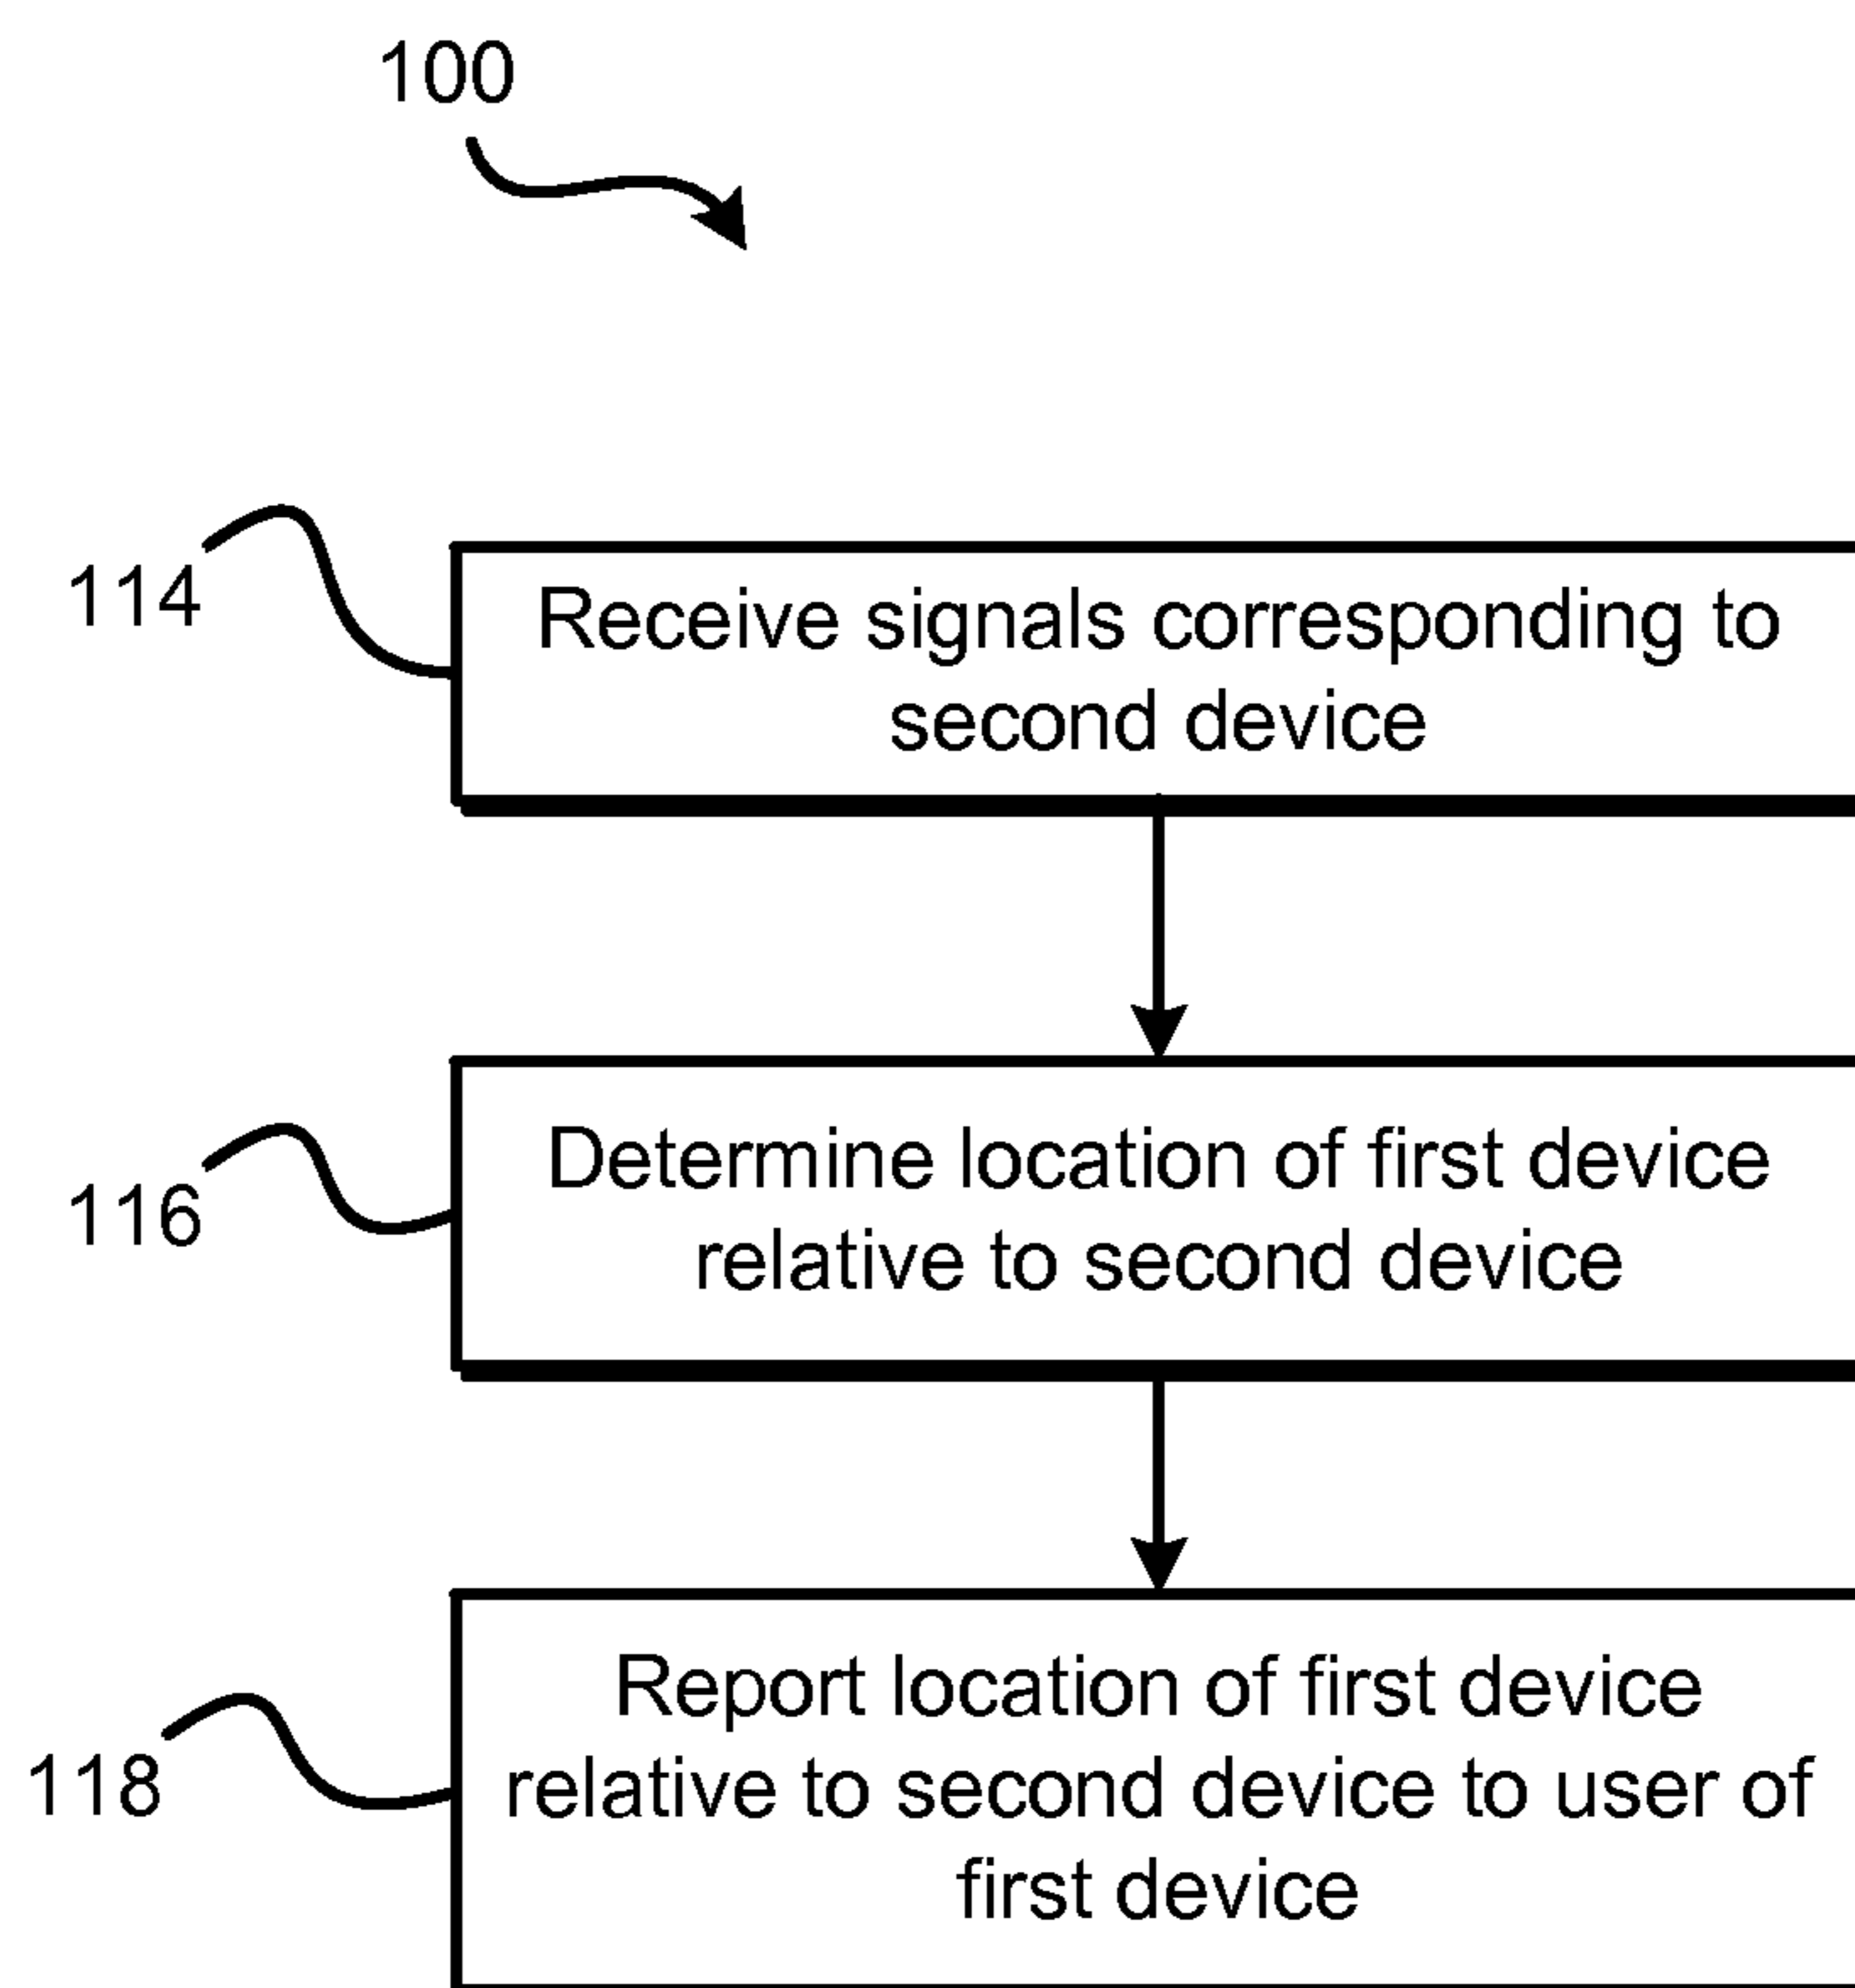 100
114
Receive signals corresponding to
second device
116
Determine location of first device
relative to second device
118
Report location of first device
relative to second device to user of
first device